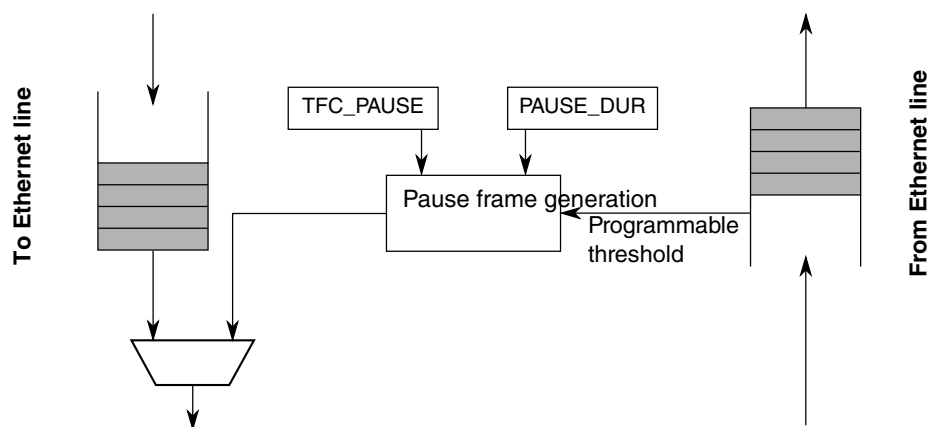 To Ethernet line
TFC_PAUSE
PAUSE_DUR
Pause frame generation
Programmable
threshold
From Ethernet line